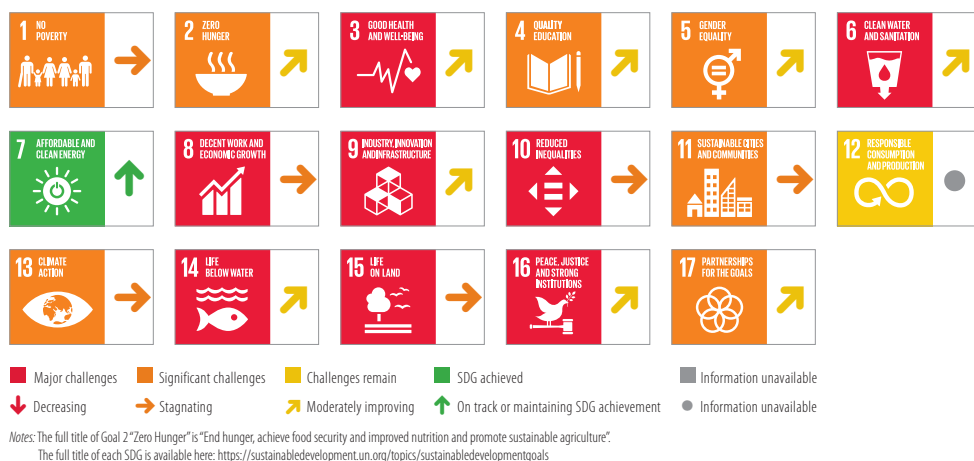 1 NO POVERTY
2 ZERO HUNGER
3 GOOD HEALTH AND WELL-BEING
4 QUALITY EDUCATION
5 GENDER EQUALITY
6 CLEAN WATER AND SANITATION
7 AFFORDABLE AND CLEAN ENERGY
8 DECENT WORK AND ECONOMIC GROWTH
9 INDUSTRY, INNOVATION AND INFRASTRUCTURE
10 REDUCED INEQUALITIES
11 SUSTAINABLE CITIES AND COMMUNITIES
12 RESPONSIBLE CONSUMPTION AND PRODUCTION
13 CLIMATE ACTION
14 LIFE BELOW WATER
15 LIFE ON LAND
16 PEACE, JUSTICE AND STRONG INSTITUTIONS
17 PARTNERSHIPS FOR THE GOALS
Major challenges Significant challenges Challenges remain SDG achieved Information unavailable
Decreasing Stagnating Moderately improving On track or maintaining SDG achievement Information unavailable
Notes: The full title of Goal 2 "Zero Hunger" is "End hunger, achieve food security and improved nutrition and promote sustainable agriculture".
The full title of each SDG is available here: https://sustainabledevelopment.un.org/topics/sustainabledevelopmentgoals